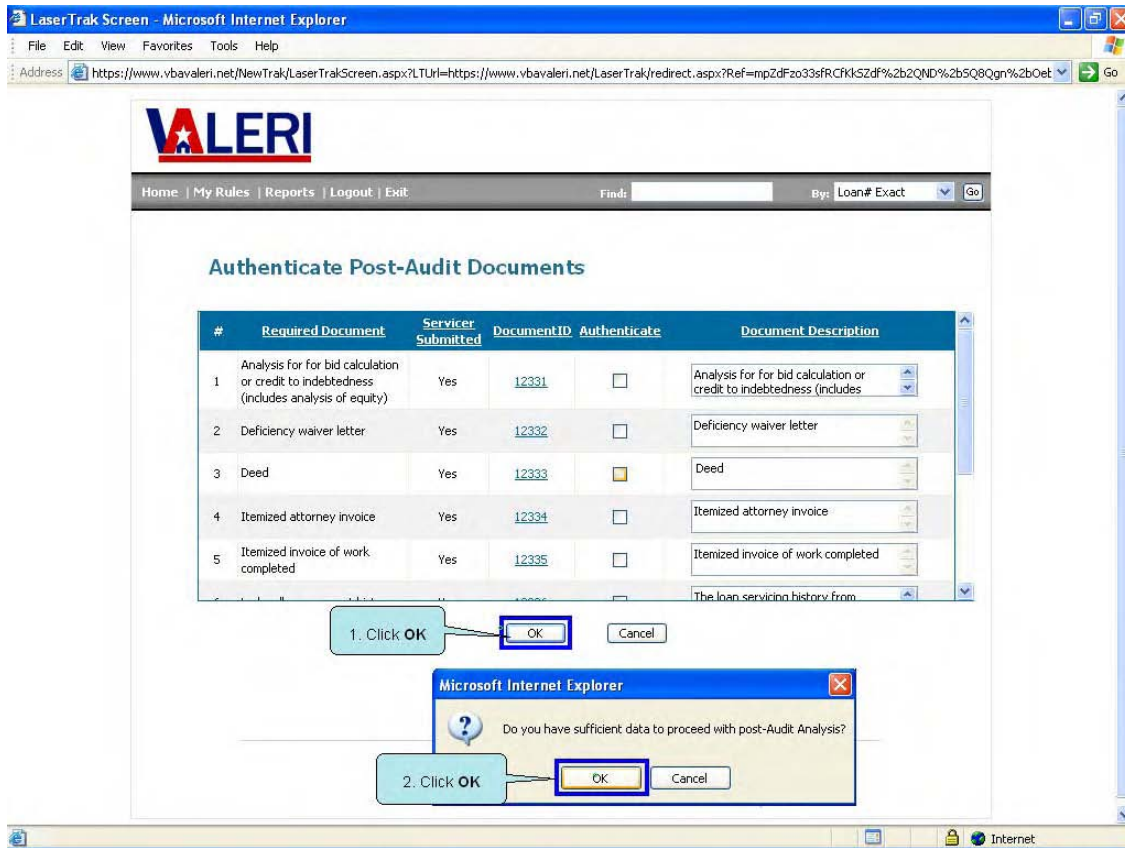 LaserTrak Screen - Microsoft Internet Explorer
File Edit View Favorites Tools Help
Address https://www.vbavaleri.net/NewTrak/LaserTrakScreen.aspx?LTUrl=https://www.vbavaleri.net/LaserTrak/redirect.aspx?Ref=mpZdFzo33sfRCfKkSZdf%2b2QND%2b5Q8Qgn%2bOet Go
VALERI
Home | My Rules | Reports | Logout | Exit Find: By: Loan# Exact Go
Authenticate Post-Audit Documents
# Required Document Servicer Submitted DocumentID Authenticate Document Description
1 Analysis for for bid calculation or credit to indebtedness (includes analysis of equity) Yes 12331 Analysis for for bid calculation or credit to indebtedness (includes
2 Deficiency waiver letter Yes 12332 Deficiency waiver letter
3 Deed Yes 12333 Deed
4 Itemized attorney invoice Yes 12334 Itemized attorney invoice
5 Itemized invoice of work completed Yes 12335 Itemized invoice of work completed
The loan servicing history from
1. Click OK
OK Cancel
Microsoft Internet Explorer
Do you have sufficient data to proceed with post-Audit Analysis?
2. Click OK
OK Cancel
Internet